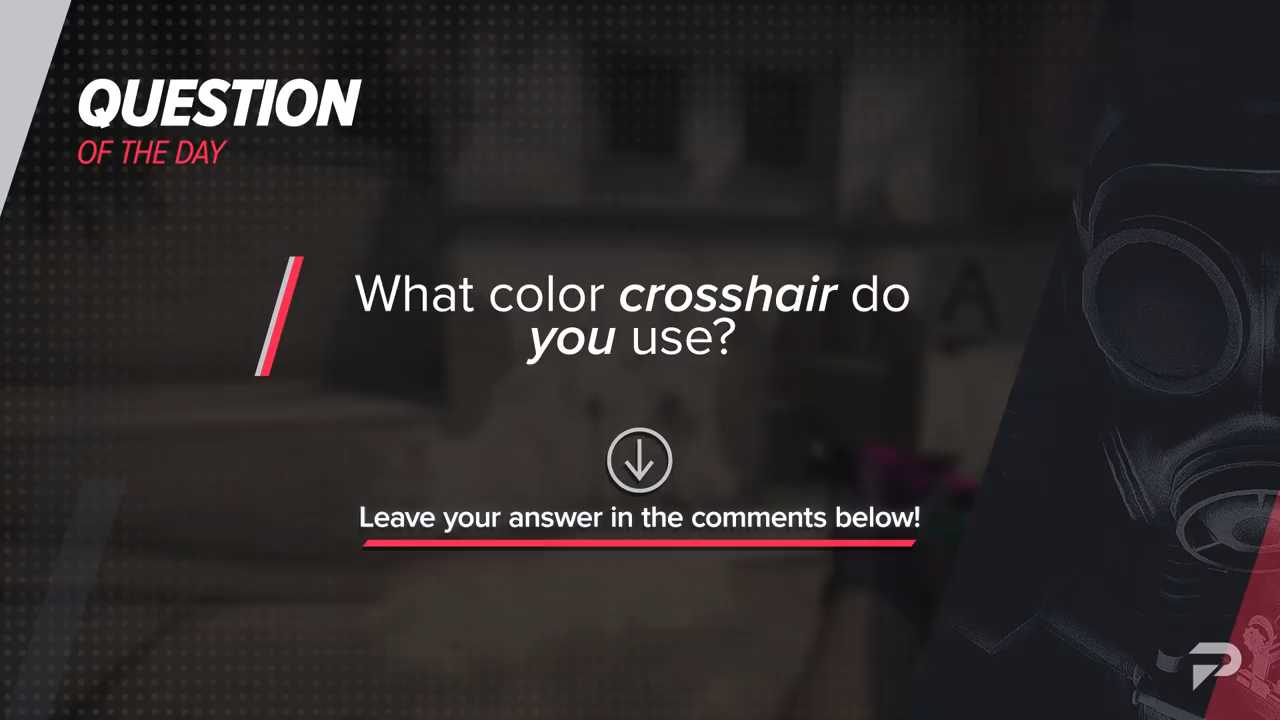 QUESTION
OF THE DAY
What color crosshair do
you use?
Leave your answer in the comments below!
A